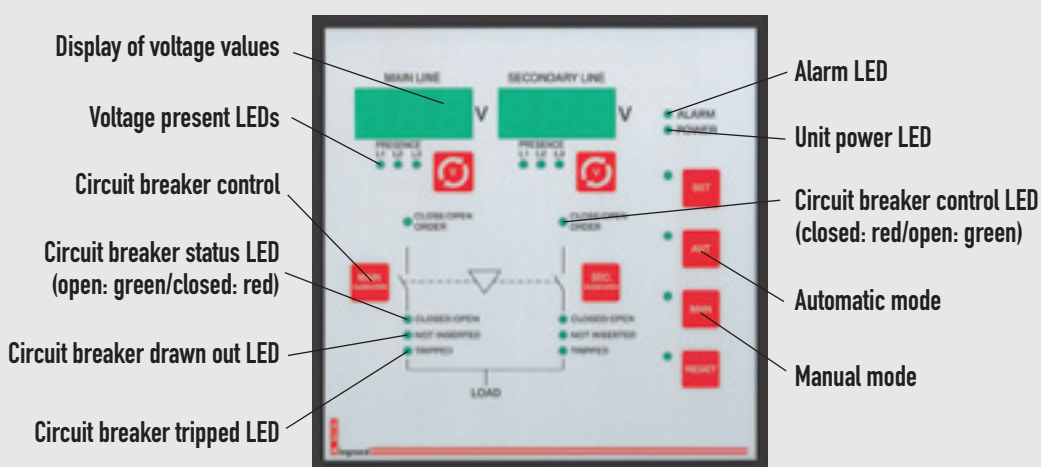 Display of voltage values
Voltage present LEDs
Circuit breaker control
Circuit breaker status LED
(open: green/closed: red)
Circuit breaker drawn out LED
Circuit breaker tripped LED
MAIN LINE
V
PRESENCE
L1 L2 L3
V
CLOSE/OPEN
ORDER
MAIN
CLOSED/OPEN
NOT INSERTED
TRIPPED
SECONDARY LINE
V
PRESENCE
L1 L2 L3
V
CLOSE/OPEN
ORDER
SEC.
CLOSED/OPEN
NOT INSERTED
TRIPPED
LOAD
ALARM
POWER
SET
AUT
MAN
RESET
legrand
Alarm LED
Unit power LED
Circuit breaker control LED
(closed: red/open: green)
Automatic mode
Manual mode